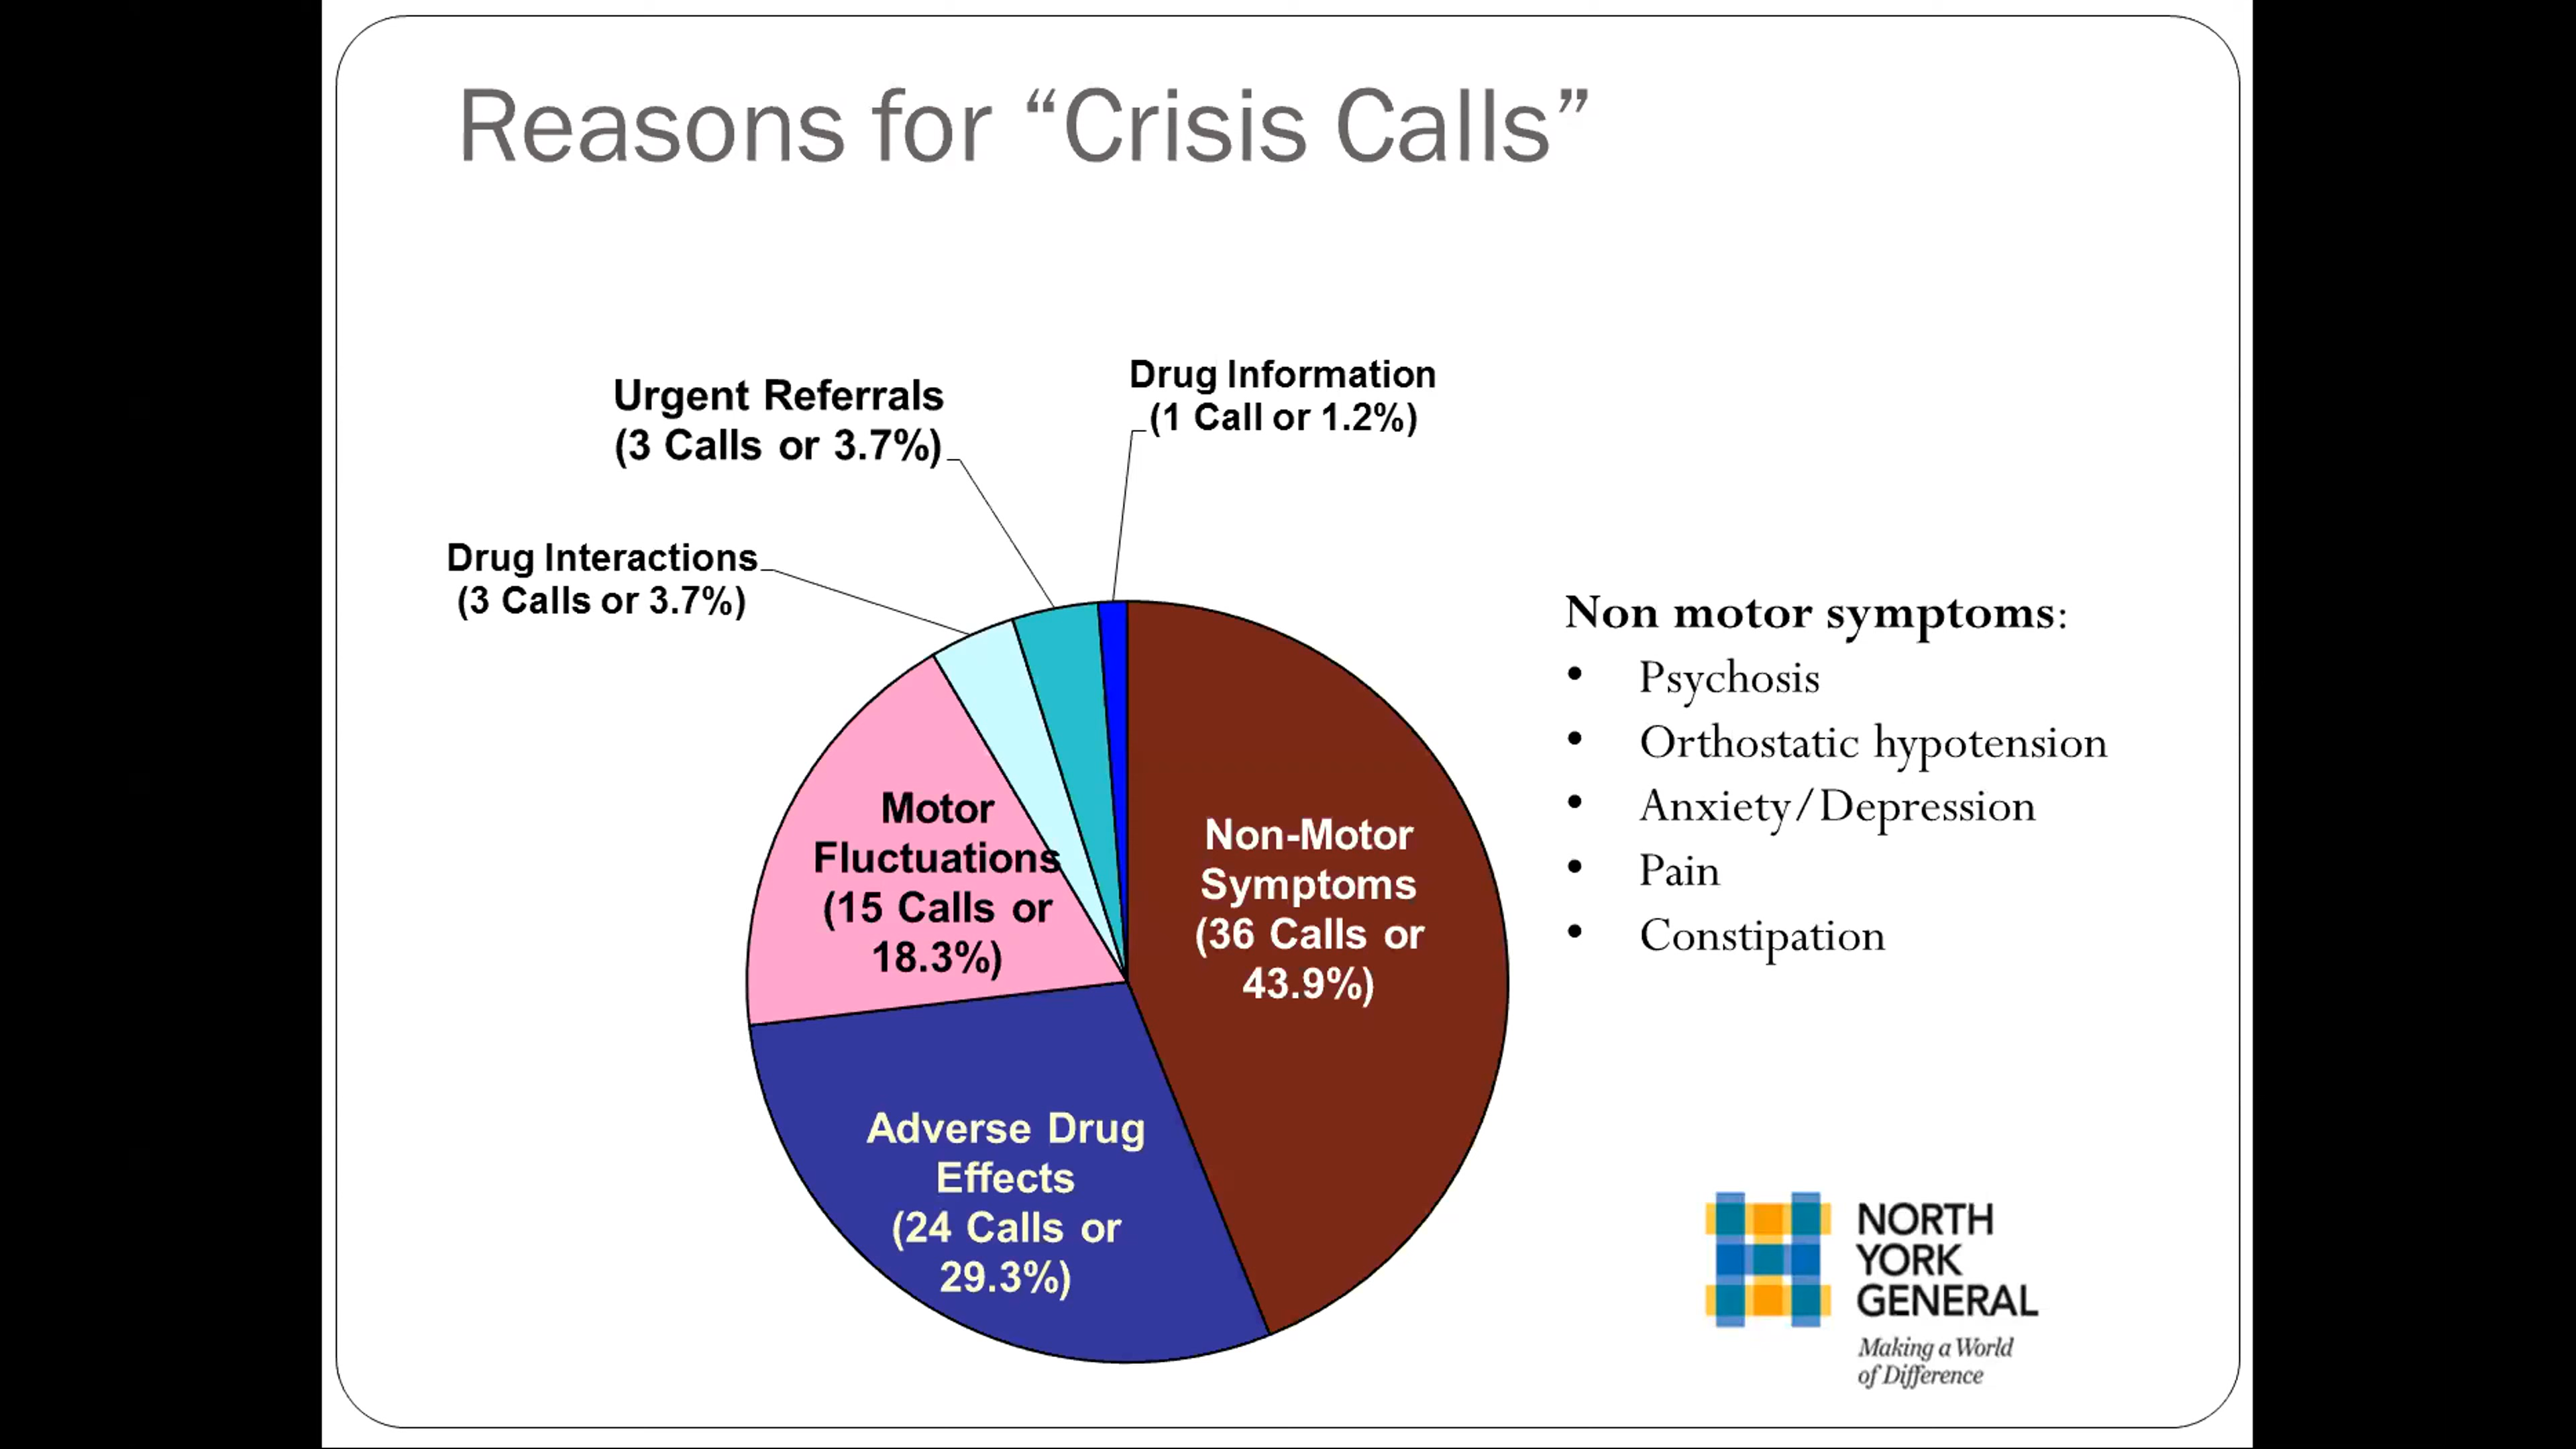 Reasons for “Crisis Calls”
Drug Information
(1 Call or 1.2%)
Urgent Referrals
(3 Calls or 3.7%)
Drug Interactions
(3 Calls or 3.7%)
Motor
Fluctuations
(15 Calls or
18.3%)
Non-Motor
Symptoms
(36 Calls or
43.9%)
Adverse Drug
Effects
(24 Calls or
29.3%)
Non motor symptoms:
• Psychosis
• Orthostatic hypotension
• Anxiety/Depression
• Pain
• Constipation
NORTH
YORK
GENERAL
Making a World
of Difference